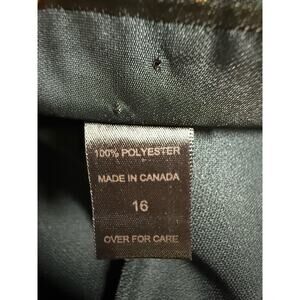 100% POLYESTER
MADE IN CANADA
16
OVER FOR CARE